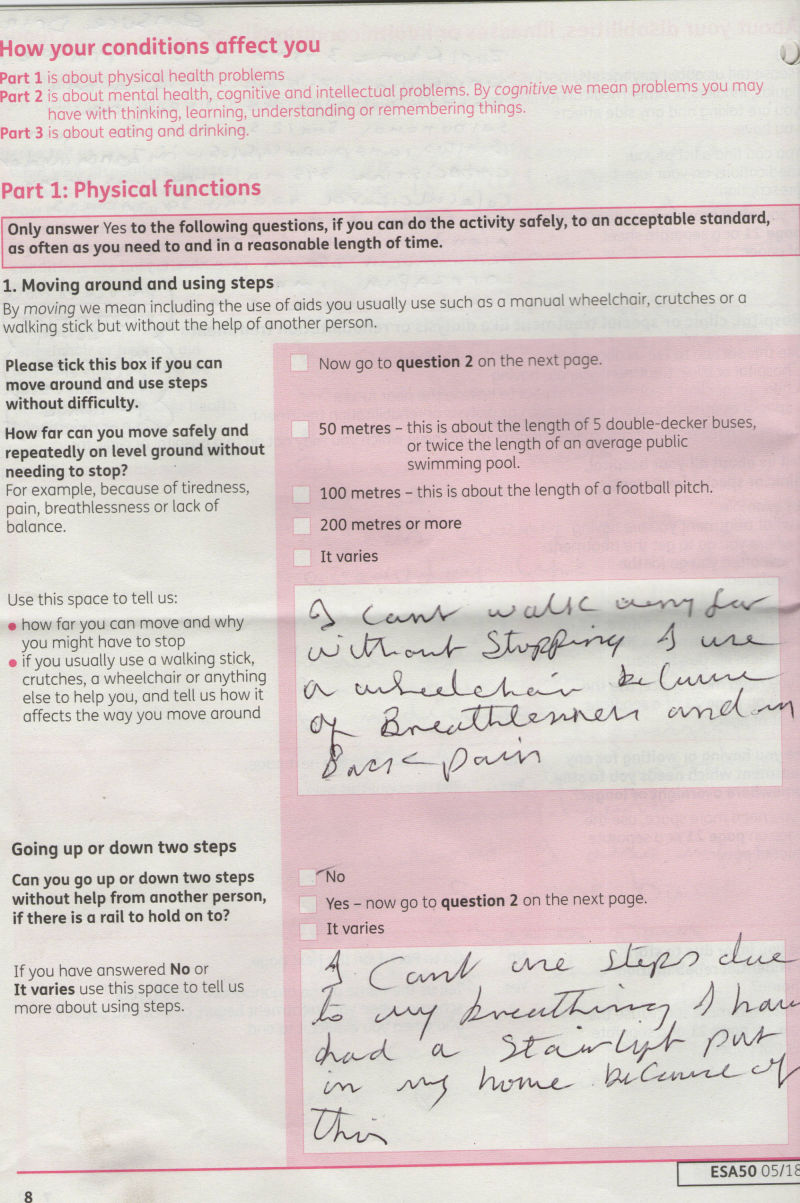 How your conditions affect you
Part 1 is about physical health problems
Part 2 is about mental health, cognitive and intellectual problems. By cognitive we mean problems you may
have with thinking, learning, understanding or remembering things.
Part 3 is about eating and drinking.
Part 1: Physical functions
Only answer Yes to the following questions, if you can do the activity safely, to an acceptable standard,
as often as you need to and in a reasonable length of time.
1. Moving around and using steps
By moving we mean including the use of aids you usually use such as a manual wheelchair, crutches or a
walking stick but without the help of another person.
Please tick this box if you can
move around and use steps
without difficulty.
Now go to question 2 on the next page.
How far can you move safely and
repeatedly on level ground without
needing to stop?
For example, because of tiredness,
pain, breathlessness or lack of
balance.
50 metres – this is about the length of 5 double-decker buses,
or twice the length of an average public
swimming pool.
100 metres – this is about the length of a football pitch.
200 metres or more
It varies
Use this space to tell us:
• how far you can move and why
you might have to stop
• if you usually use a walking stick,
crutches, a wheelchair or anything
else to help you, and tell us how it
affects the way you move around
I cant walk very far
without stopping I use
a wheelchair because
of Breathlessness and
Back pain
Going up or down two steps
Can you go up or down two steps
without help from another person,
if there is a rail to hold on to?
No
Yes – now go to question 2 on the next page.
It varies
If you have answered No or
It varies use this space to tell us
more about using steps.
I Cant use steps due
to my breathing I have
had a Stairlift put
in my home because of
this
ESA50 05/18
8